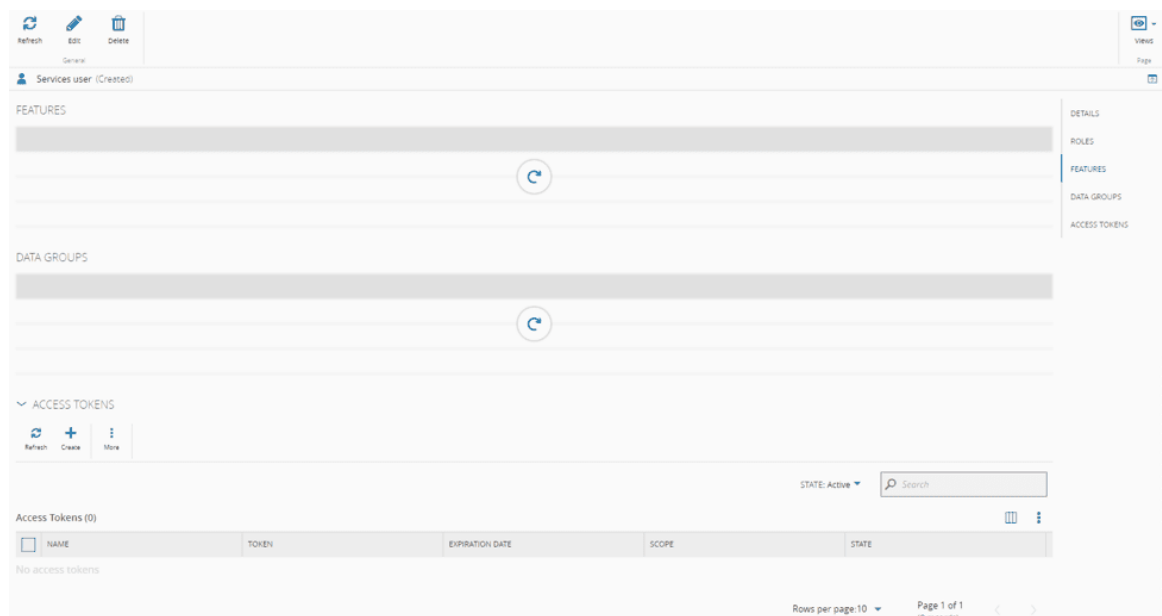 Refresh Edit Delete Views
General Page
Services user (Created)
FEATURES
DETAILS
ROLES
FEATURES
DATA GROUPS
ACCESS TOKENS
DATA GROUPS
ACCESS TOKENS
Refresh Create More
STATE: Active Search
Access Tokens (0)
NAME TOKEN EXPIRATION DATE SCOPE STATE
No access tokens
Rows per page:10 Page 1 of 1